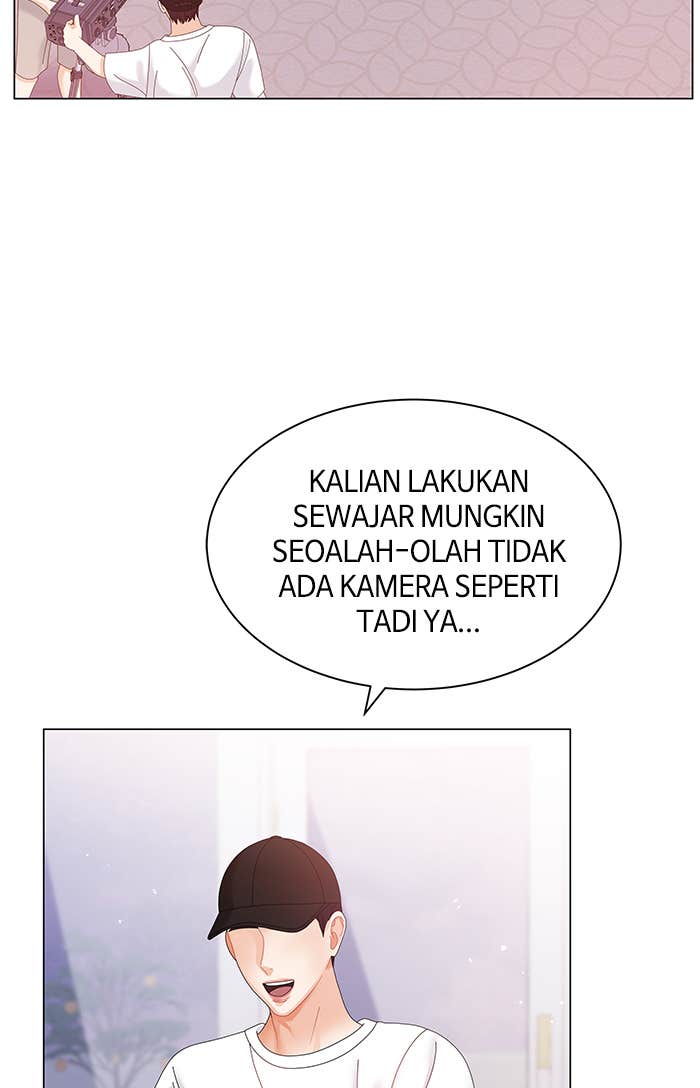 KALIAN LAKUKAN
SEWAJAR MUNGKIN
SEOALAH-OLAH TIDAK
ADA KAMERA SEPERTI
TADI YA...